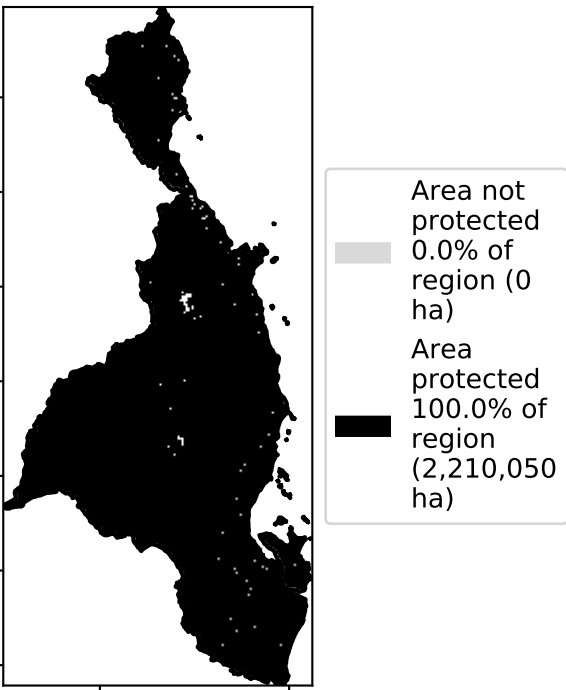 Area not
protected
0.0% of
region (0
ha)
Area
protected
100.0% of
region
(2,210,050
ha)